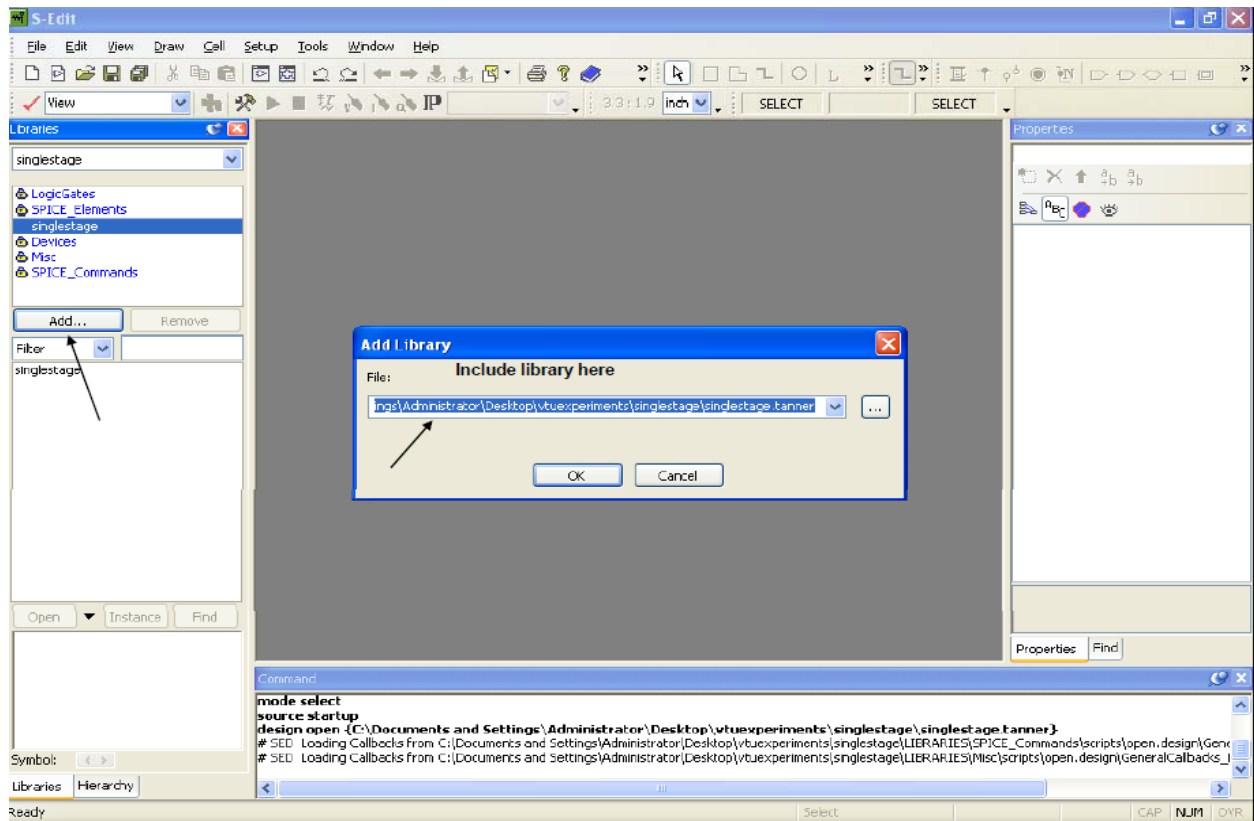 S-Edit
File Edit View Draw Cell Setup Tools Window Help
View 3.3:1.9 inch SELECT SELECT
Libraries
Properties
singlestage
LogicGates
SPICE_Elements
singlestage
Devices
Misc
SPICE_Commands
Add... Remove
Filter
singlestage
Add Library
Include library here
File:
ings\Administrator\Desktop\vtuexperiments\singlestage\singlestage.tanner
...
OK Cancel
Open Instance Find
Properties Find
Command
mode select
source startup
design open {C:\Documents and Settings\Administrator\Desktop\vtuexperiments\singlestage\singlestage.tanner}
# SED Loading Callbacks from C:\Documents and Settings\Administrator\Desktop\vtuexperiments\singlestage\LIBRARIES\SPICE_Commands\scripts\open.design\Gene
# SED Loading Callbacks from C:\Documents and Settings\Administrator\Desktop\vtuexperiments\singlestage\LIBRARIES\Misc\scripts\open.design\GeneralCalbacks_
Symbol:
Libraries Hierarchy
Ready Select CAP NUM OVR